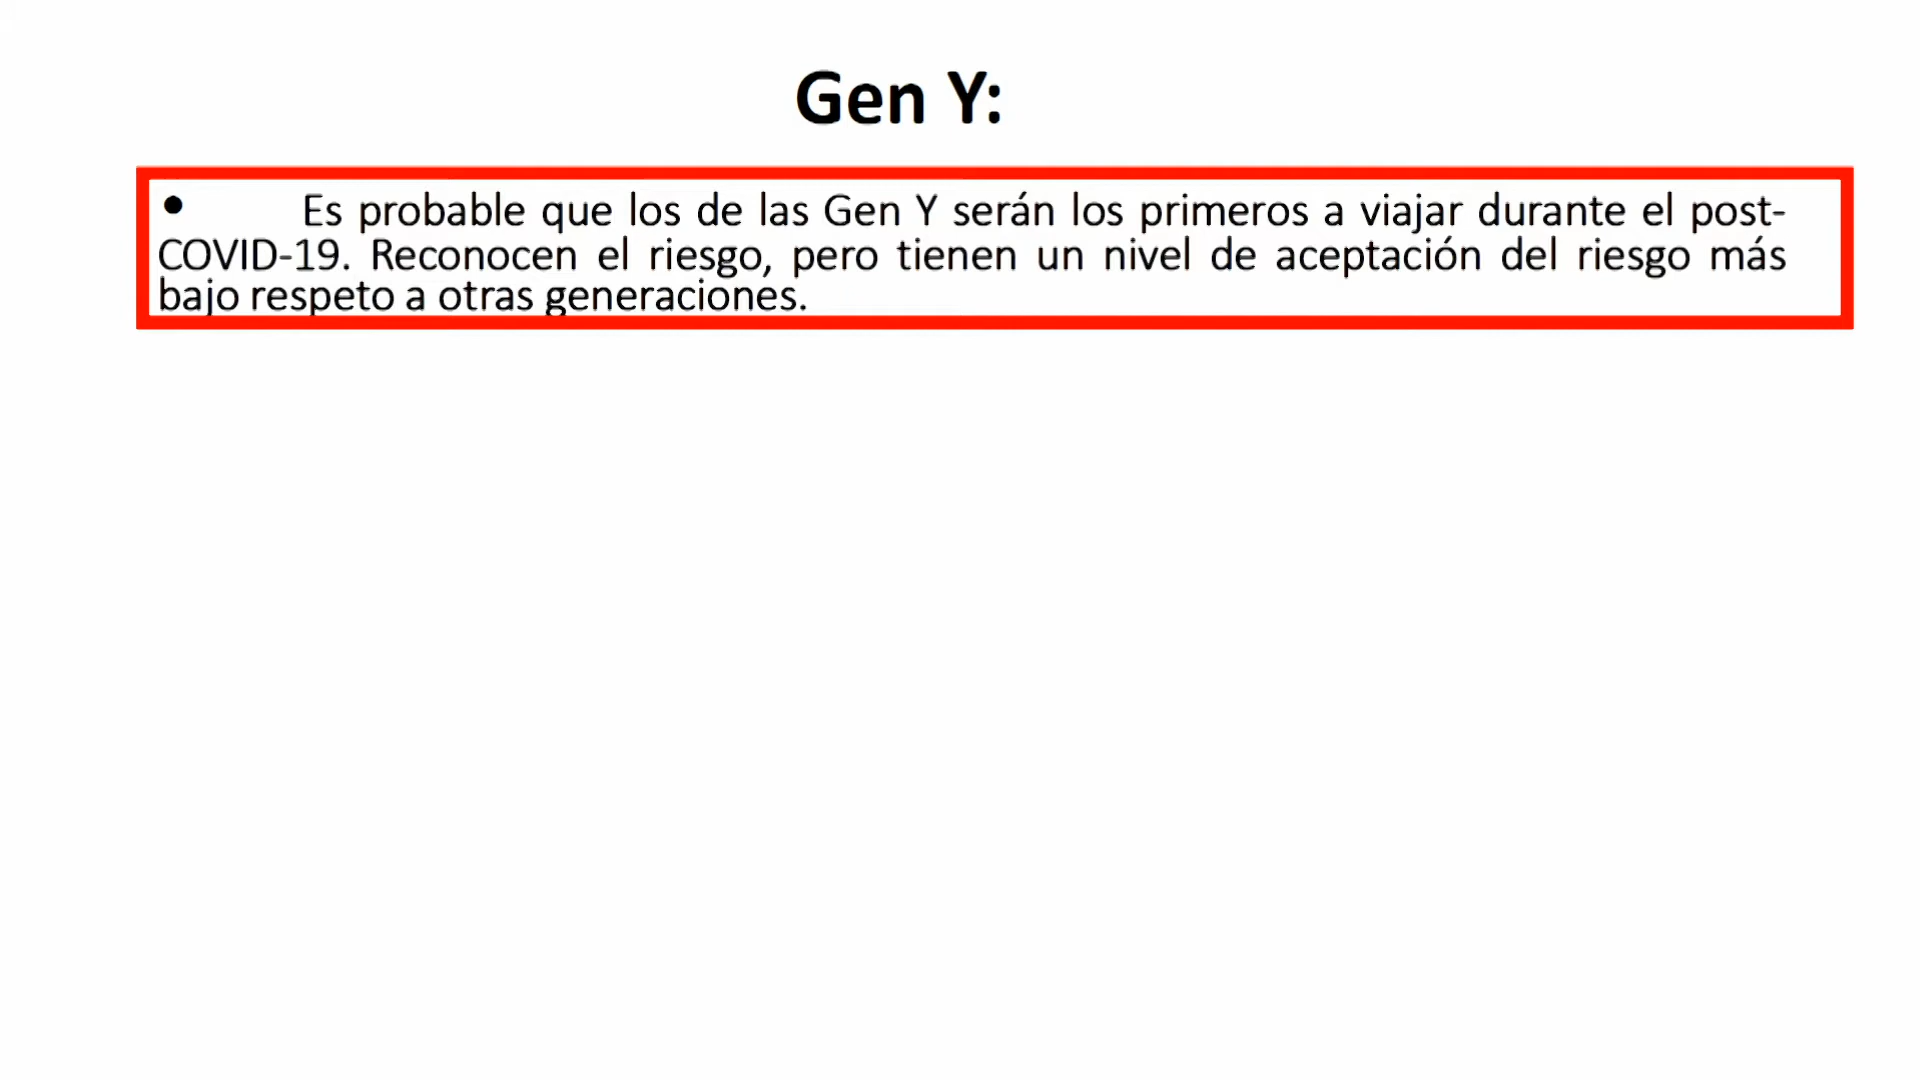 Gen Y:
• Es probable que los de las Gen Y serán los primeros a viajar durante el post-
COVID-19. Reconocen el riesgo, pero tienen un nivel de aceptación del riesgo más
bajo respeto a otras generaciones.